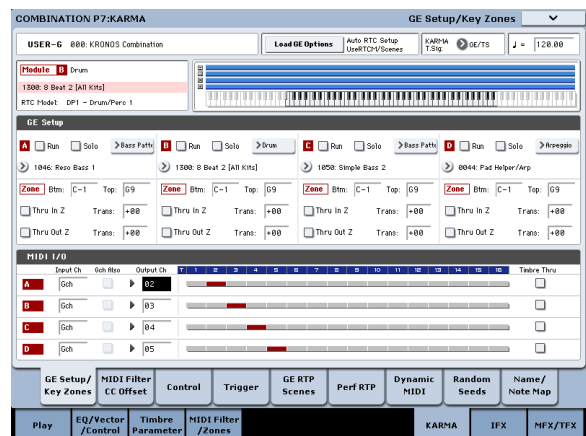 COMBINATION P7:KARMA GE Setup/Key Zones
USER-G 000: KRONOS Combination Load GE Options Auto RTC Setup UseRTCM/Scenes KARMA T.Sig: GE/TS ♩= 120.00
Module B Drum
1300: 8 Beat 2 [All Kits]
RTC Model: DP1 - Drum/Perc 1
GE Setup
A Run Solo >Bass Patte B Run Solo >Drum C Run Solo >Bass Patte D Run Solo >Arpeggio
1046: Reso Bass 1 1300: 8 Beat 2 [All Kits] 1050: Simple Bass 2 0044: Pad Helper/Arp
Zone Btm: C-1 Top: G9 Zone Btm: C-1 Top: G9 Zone Btm: C-1 Top: G9 Zone Btm: C-1 Top: G9
Thru In Z Trans: +00 Thru In Z Trans: +00 Thru In Z Trans: +00 Thru In Z Trans: +00
Thru Out Z Trans: +00 Thru Out Z Trans: +00 Thru Out Z Trans: +00 Thru Out Z Trans: +00
MIDI I/O
Input Ch Gch Also Output Ch T 1 2 3 4 5 6 7 8 9 10 11 12 13 14 15 16 Timbre Thru
A Gch 02
B Gch 03
C Gch 04
D Gch 05
GE Setup/ Key Zones MIDI Filter CC Offset Control Trigger GE RTP Scenes Perf RTP Dynamic MIDI Random Seeds Name/ Note Map
Play EQ/Vector /Control Timbre Parameter MIDI Filter /Zones KARMA IFX MFX/TFX